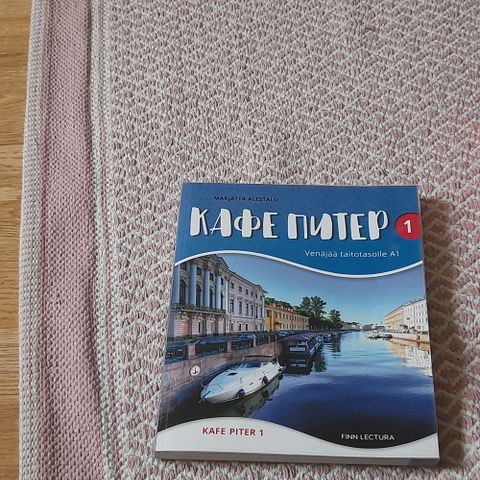 MARJATTA ALESTALO
КАФЕ ПИТЕР 1
Venäjää taitotasolle A1
KAFE PITER 1
FINN LECTURA